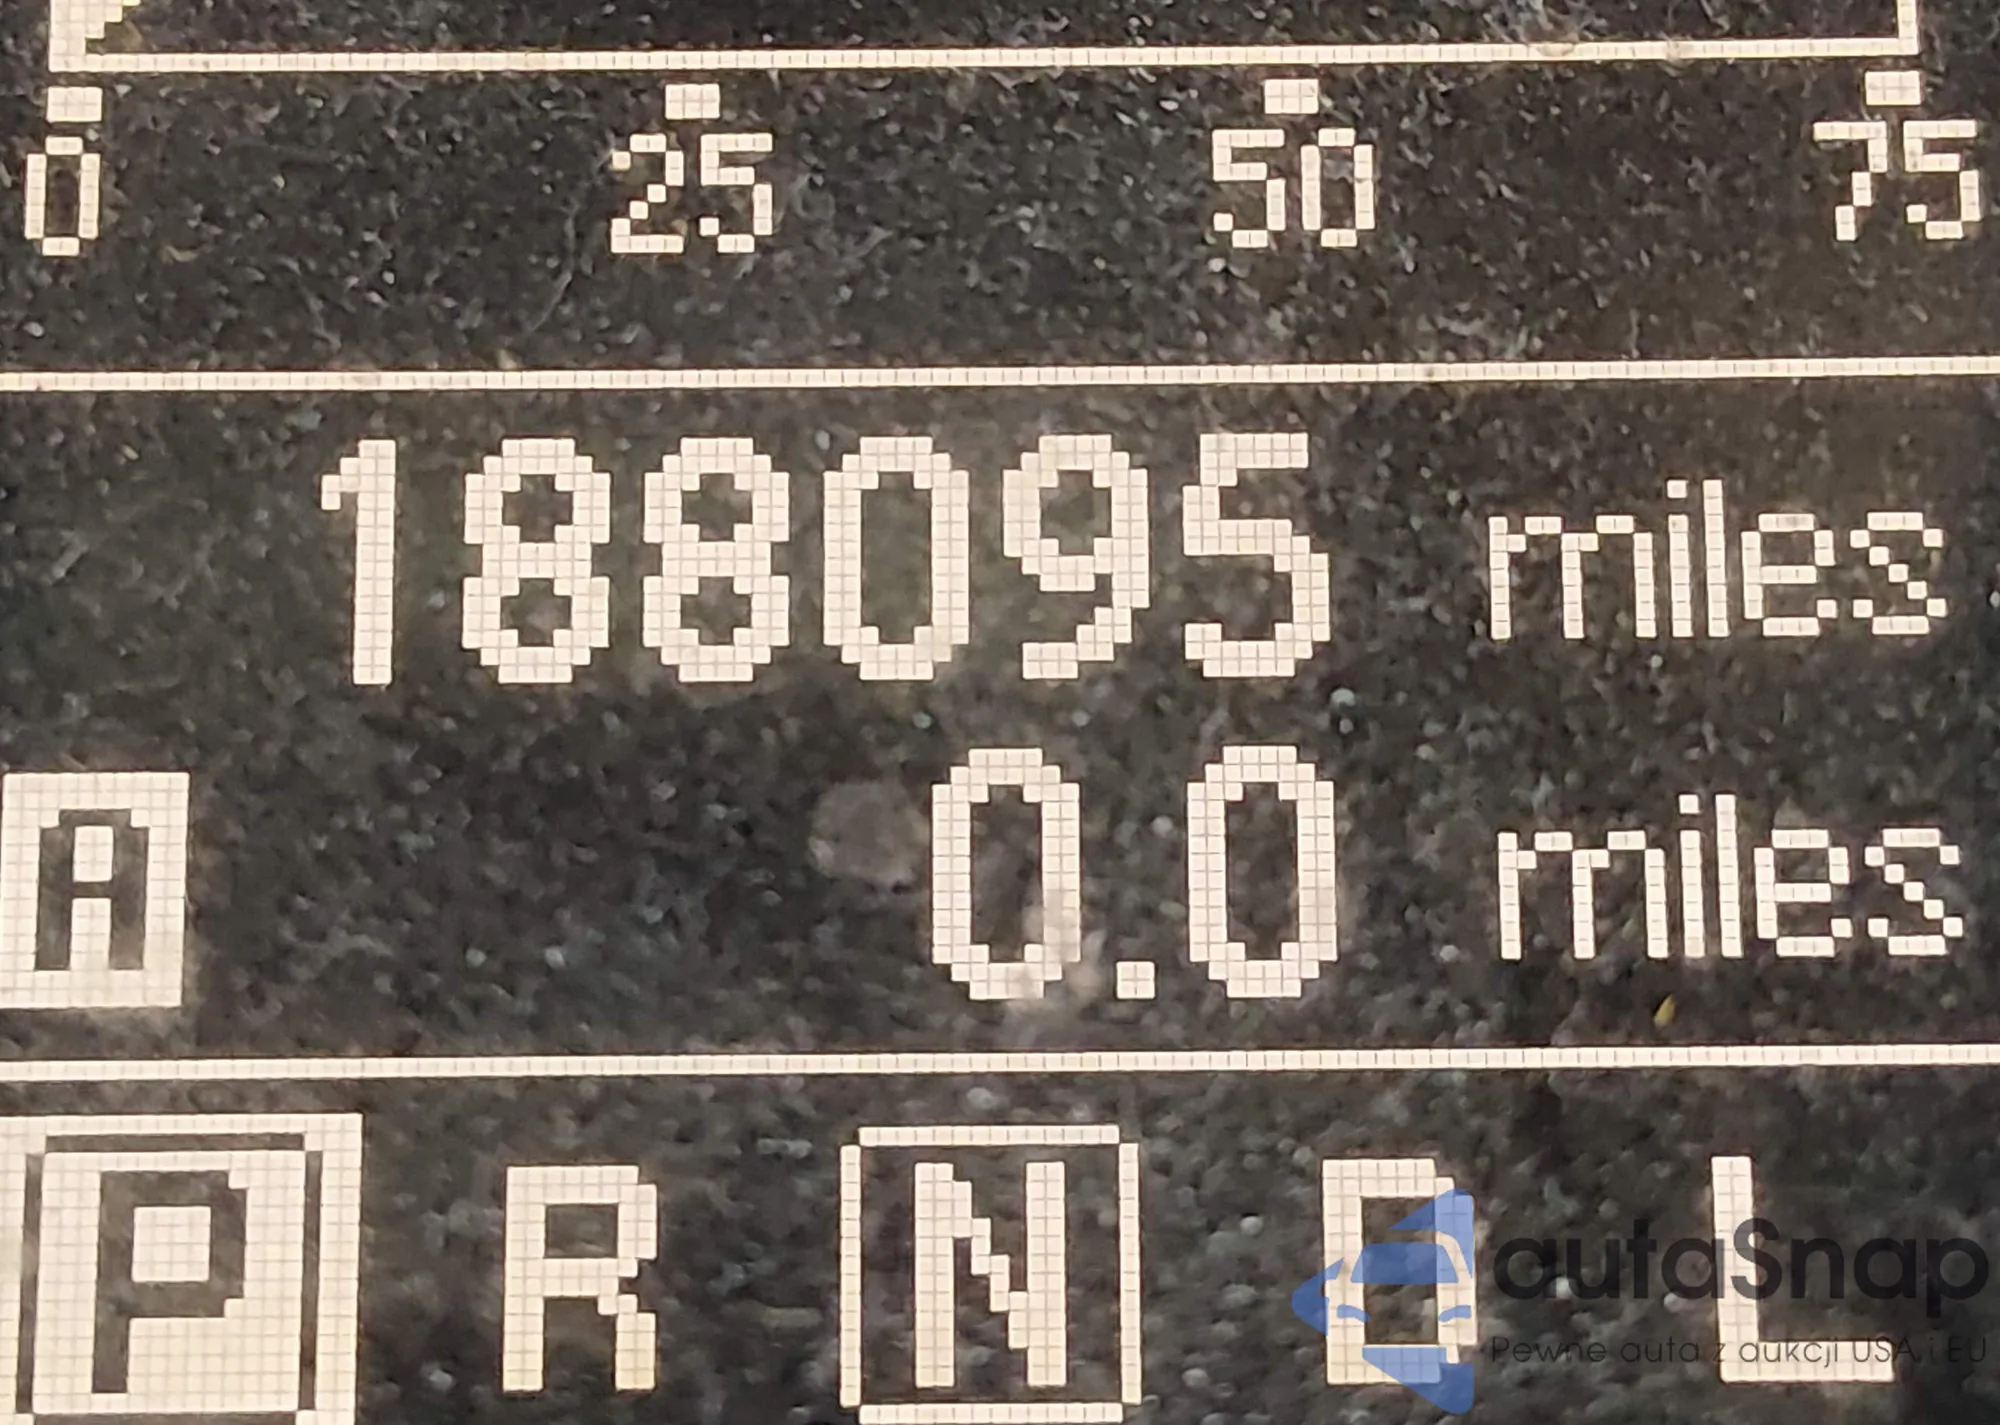 0 25 50 75
188095 miles
A 0.0 miles
P R N D L
autaSnap
Pewne auta z aukcji USA i EU